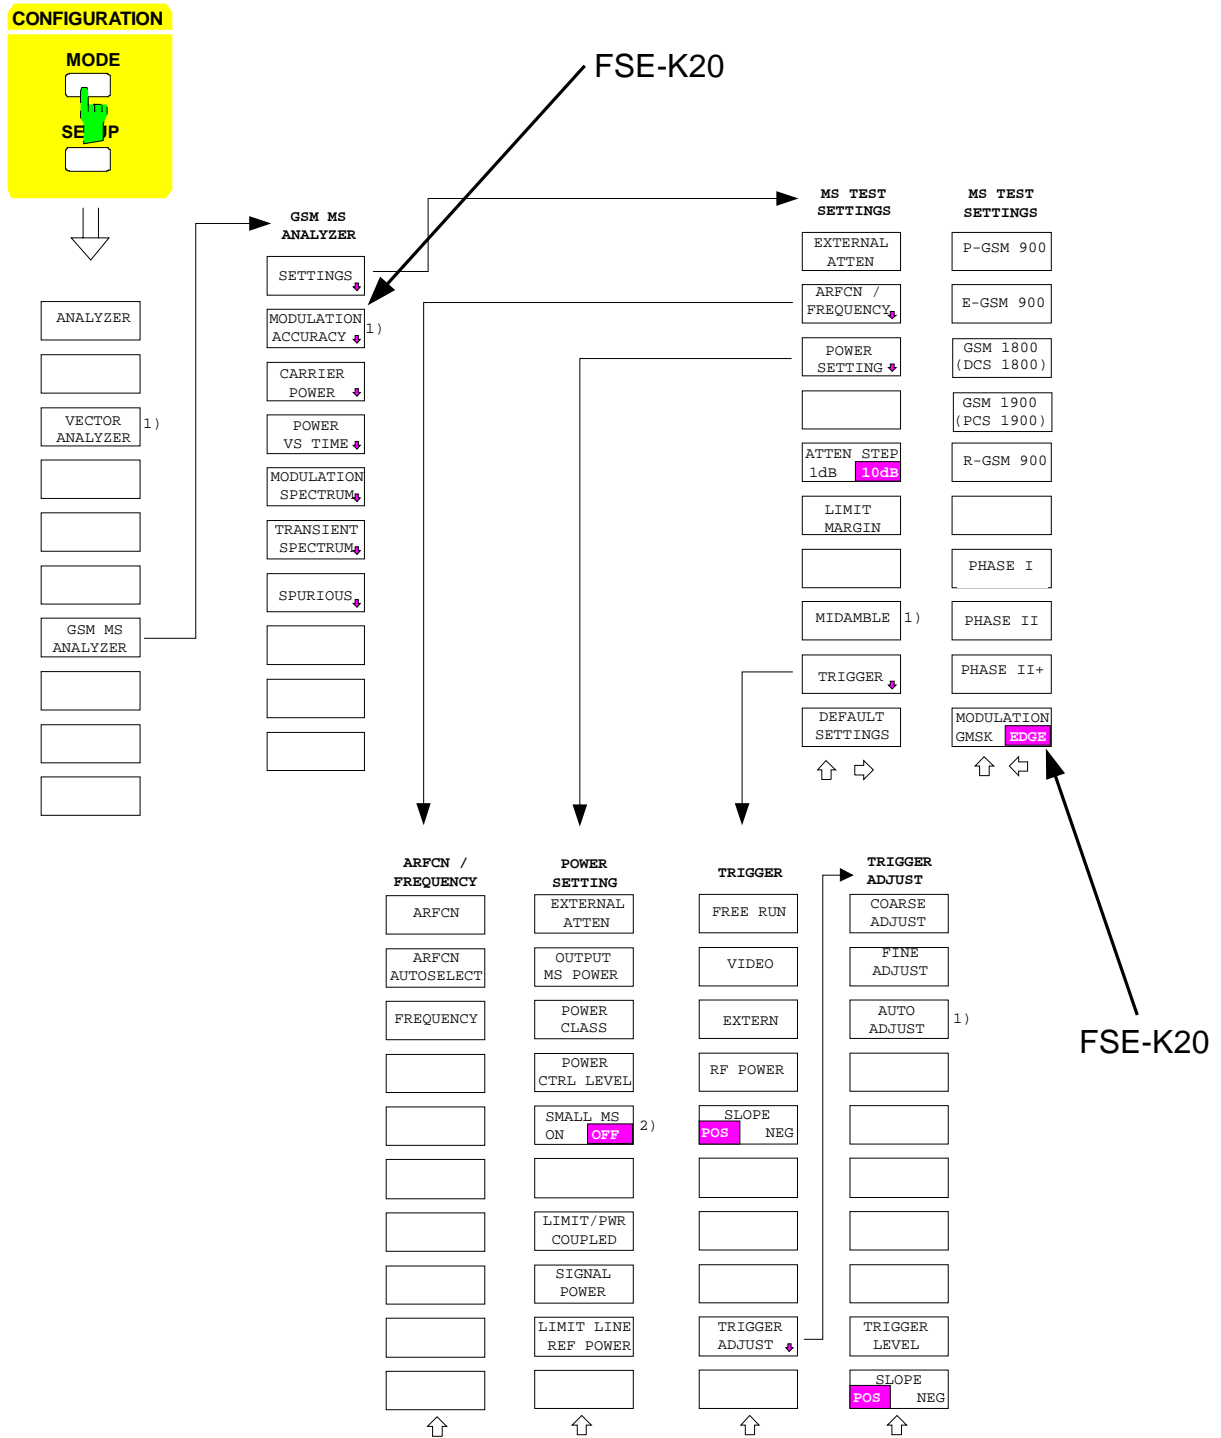 CONFIGURATION
MODE
SETUP
FSE-K20
ANALYZER
VECTOR
ANALYZER
1)
GSM MS
ANALYZER
GSM MS
ANALYZER
SETTINGS
MODULATION
ACCURACY
1)
CARRIER
POWER
POWER
VS TIME
MODULATION
SPECTRUM
TRANSIENT
SPECTRUM
SPURIOUS
MS TEST
SETTINGS
EXTERNAL
ATTEN
ARFCN /
FREQUENCY
POWER
SETTING
ATTEN STEP
1dB 10dB
LIMIT
MARGIN
MIDAMBLE
1)
TRIGGER
DEFAULT
SETTINGS
MS TEST
SETTINGS
P-GSM 900
E-GSM 900
GSM 1800
(DCS 1800)
GSM 1900
(PCS 1900)
R-GSM 900
PHASE I
PHASE II
PHASE II+
MODULATION
GMSK EDGE
FSE-K20
ARFCN /
FREQUENCY
ARFCN
ARFCN
AUTOSELECT
FREQUENCY
POWER
SETTING
EXTERNAL
ATTEN
OUTPUT
MS POWER
POWER
CLASS
POWER
CTRL LEVEL
SMALL MS
ON OFF
2)
LIMIT/PWR
COUPLED
SIGNAL
POWER
LIMIT LINE
REF POWER
TRIGGER
FREE RUN
VIDEO
EXTERN
RF POWER
SLOPE
POS NEG
TRIGGER
ADJUST
TRIGGER
ADJUST
COARSE
ADJUST
FINE
ADJUST
AUTO
ADJUST
1)
TRIGGER
LEVEL
SLOPE
POS NEG